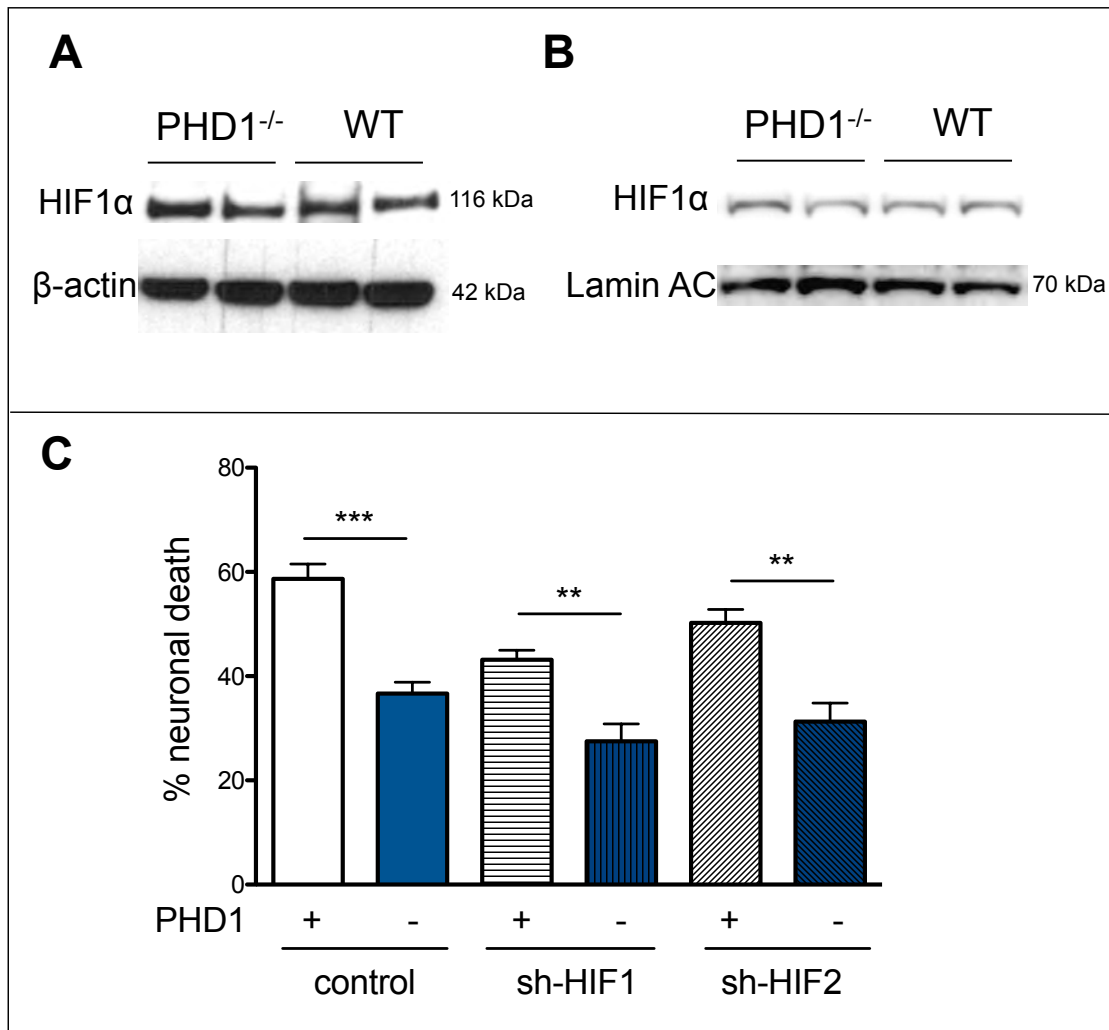 A
PHD1-/- WT
HIF1α 116 kDa
β-actin 42 kDa
B
PHD1-/- WT
HIF1α
Lamin AC 70 kDa
C
% neuronal death
80
60
40
20
0
*** ** **
PHD1 + - + - + -
control sh-HIF1 sh-HIF2